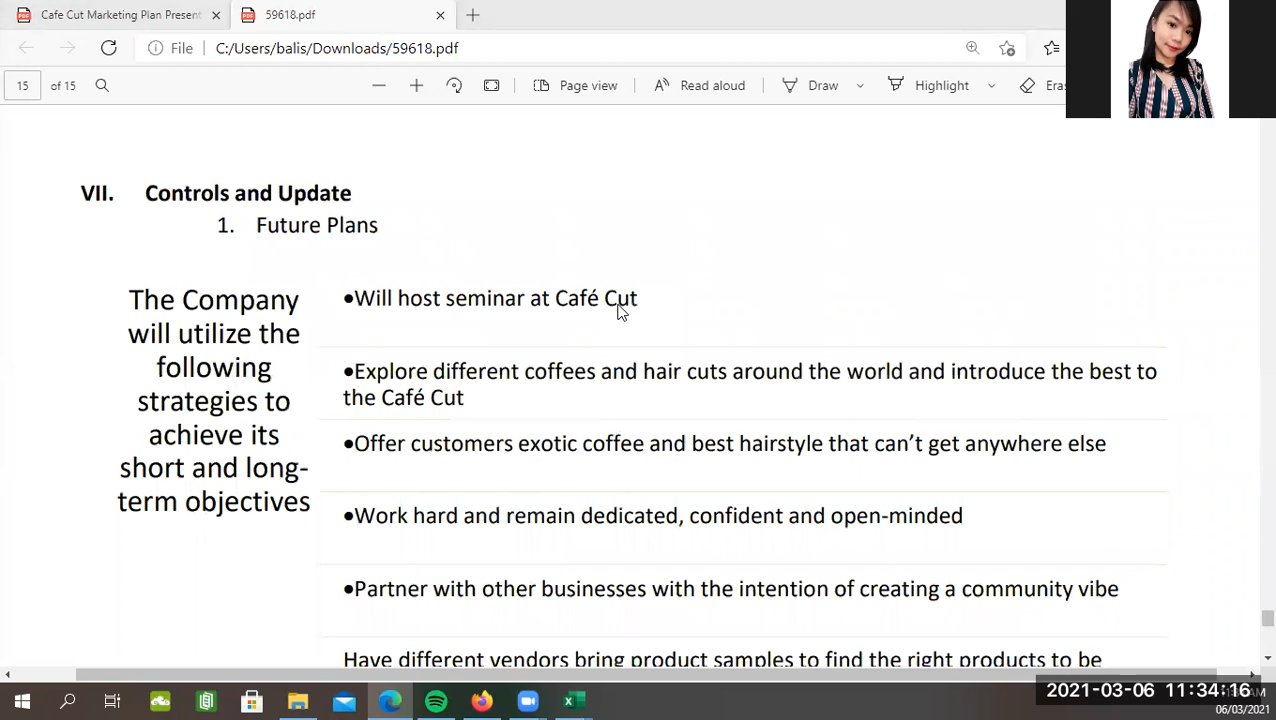 Cafe Cut Marketing Plan Present
59618.pdf
File
C:/Users/balis/Downloads/59618.pdf
15 of 15
Page view
Read aloud
Draw
Highlight
Eras
VII. Controls and Update
1. Future Plans
The Company
will utilize the
following
strategies to
achieve its
short and long-
term objectives
•Will host seminar at Café Cut
•Explore different coffees and hair cuts around the world and introduce the best to
the Café Cut
•Offer customers exotic coffee and best hairstyle that can’t get anywhere else
•Work hard and remain dedicated, confident and open-minded
•Partner with other businesses with the intention of creating a community vibe
Have different vendors bring product samples to find the right products to be
2021-03-06 11:34:16
06/03/2021